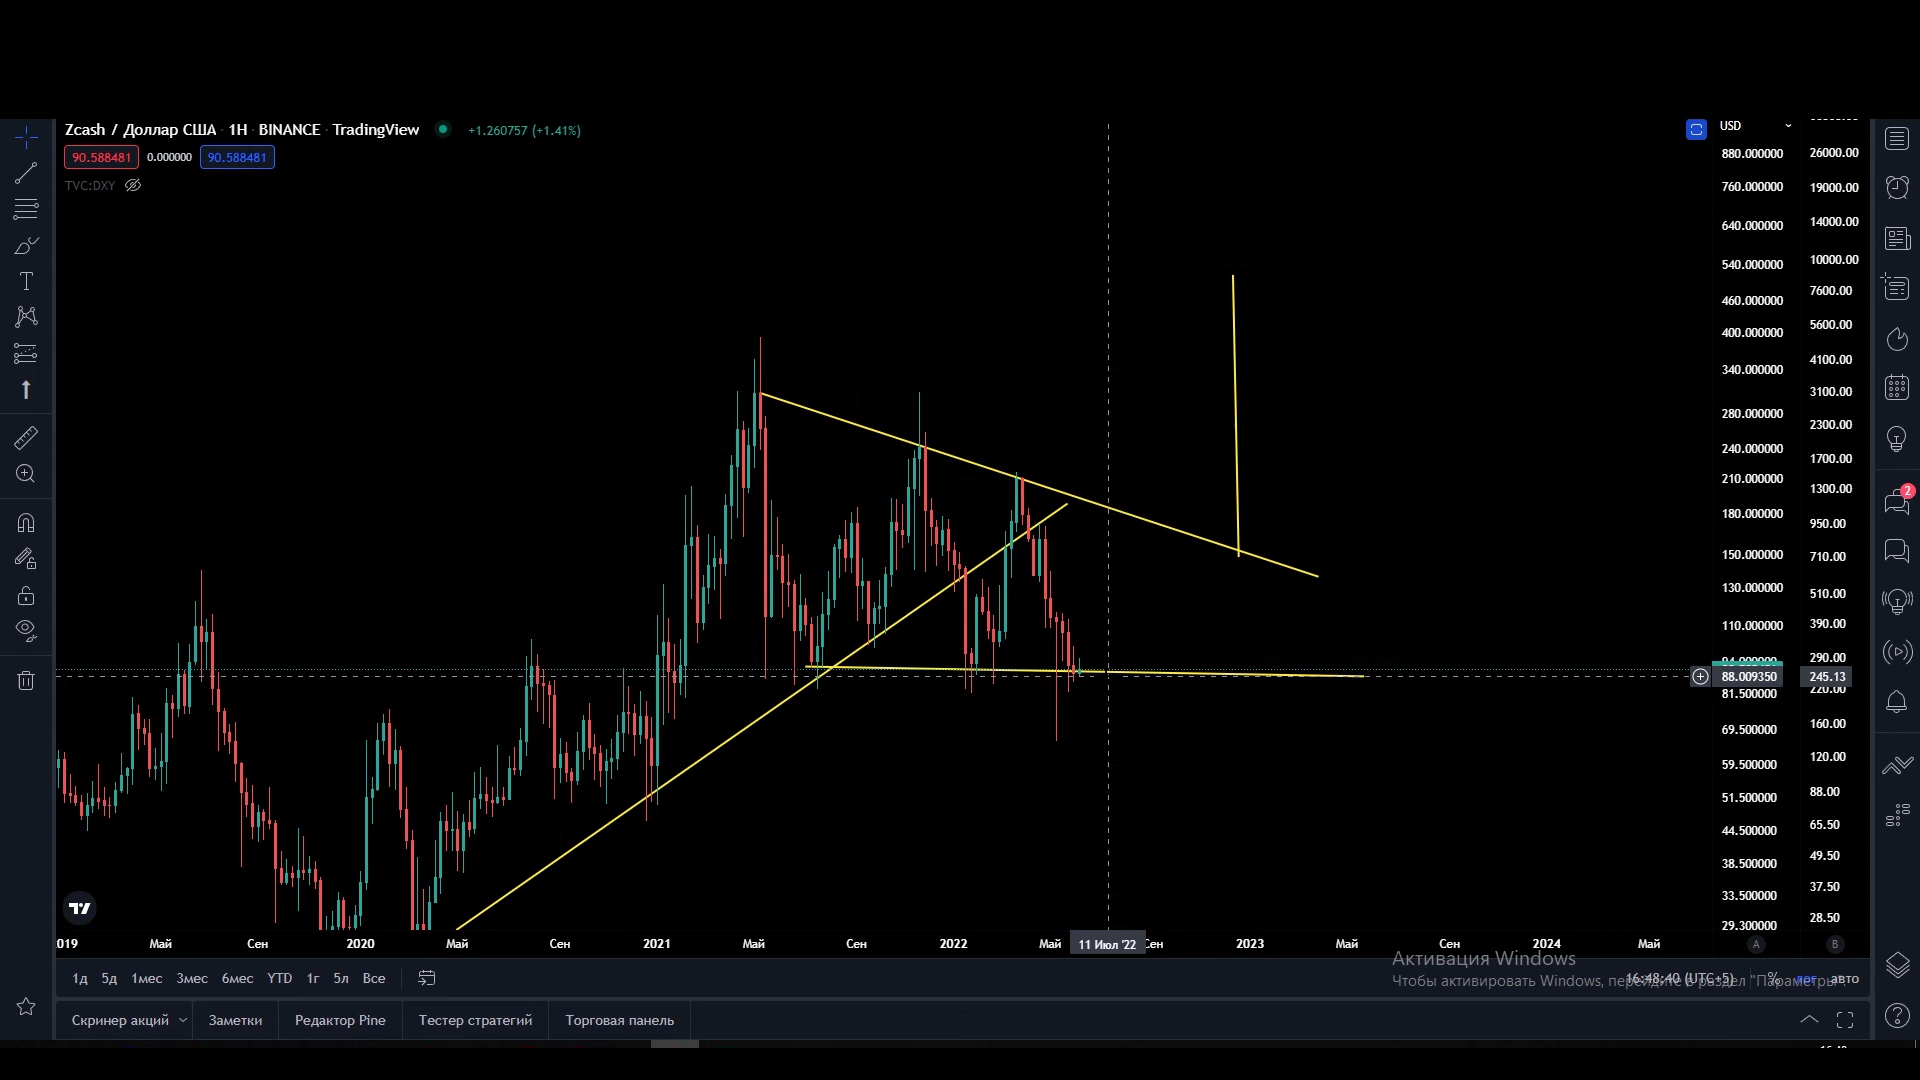 Zcash / Доллар США · 1Н · BINANCE · TradingView
+1.260757 (+1.41%)
90.588481 0.000000 90.588481
TVC:DXY
USD
880.000000 26000.00
760.000000 19000.00
640.000000 14000.00
540.000000 10000.00
460.000000 7600.00
400.000000 5600.00
340.000000 4100.00
280.000000 3100.00
240.000000 2300.00
210.000000 1700.00
180.000000 1300.00
150.000000 950.00
130.000000 710.00
110.000000 510.00
390.00
290.00
88.009350 245.13
81.500000 220.00
69.500000 160.00
59.500000 120.00
51.500000 88.00
44.500000 65.50
38.500000 49.50
33.500000 37.50
29.300000 28.50
2
2019 Май Сен 2020 Май Сен 2021 Май Сен 2022 Май 11 Июл '22 Сен 2023 Май Сен 2024 Май
A B
Активация Windows
1д 5д 1мес 3мес 6мес YTD 1г 5л Все
16:48:40 (UTC+5) % лог авто
Чтобы активировать Windows, перейдите в раздел "Параметры".
Скринер акций Заметки Редактор Pine Тестер стратегий Торговая панель